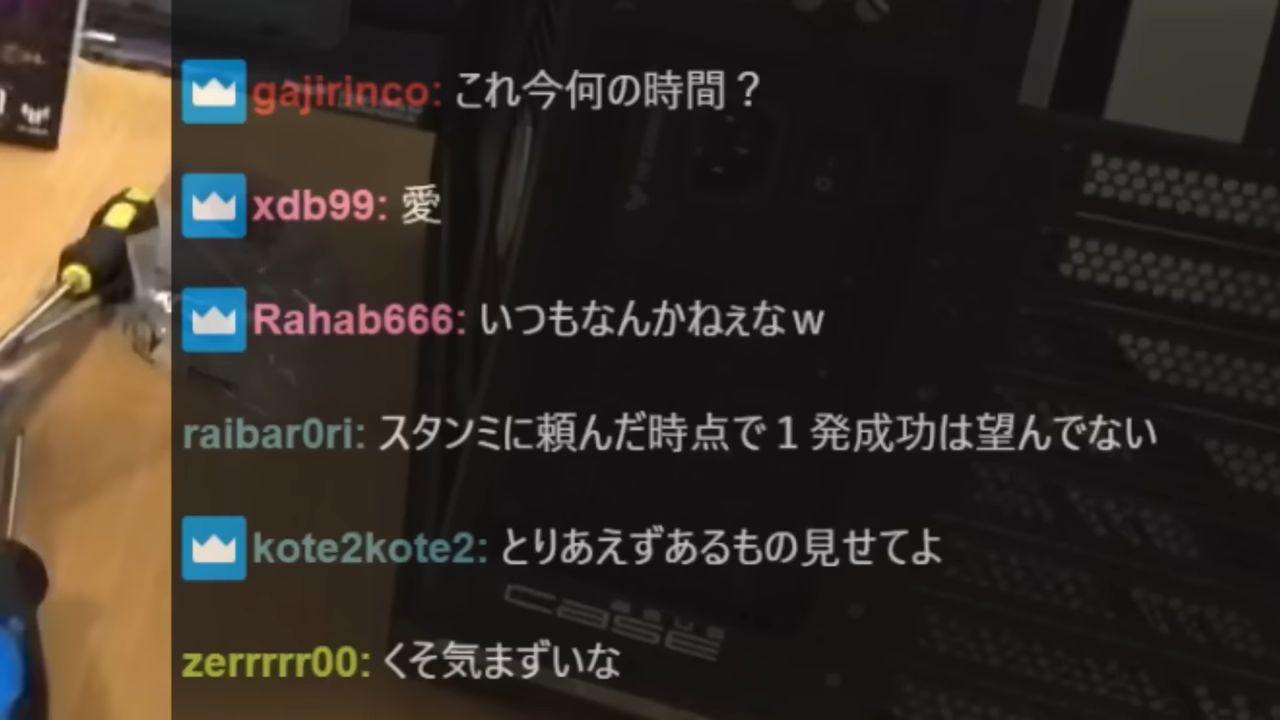 gajirinco: これ今何の時間？
xdb99: 愛
Rahab666: いつもなんかねぇなｗ
raibar0ri: スタンミに頼んだ時点で１発成功は望んでない
kote2kote2: とりあえずあるもの見せてよ
zerrrrr00: くそ気まずいな